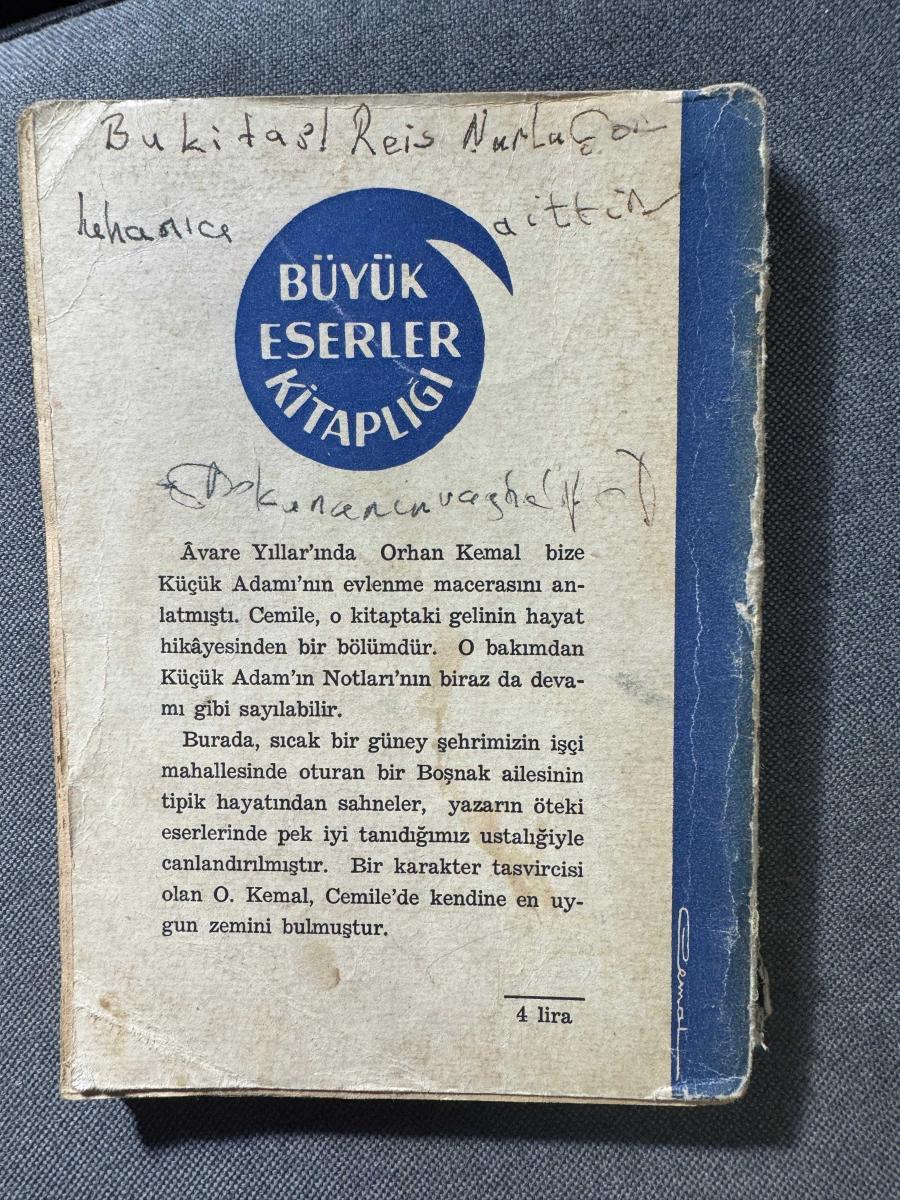 Bu kitap! Reis
aittir
BÜYÜK
ESERLER
KİTAPLIĞI
Âvare Yıllar'ında Orhan Kemal bize
Küçük Adamı'nın evlenme macerasını an-
latmıştı. Cemile, o kitaptaki gelinin hayat
hikâyesinden bir bölümdür. O bakımdan
Küçük Adam'ın Notları'nın biraz da deva-
mı gibi sayılabilir.
Burada, sıcak bir güney şehrimizin işçi
mahallesinde oturan bir Boşnak ailesinin
tipik hayatından sahneler, yazarın öteki
eserlerinde pek iyi tanıdığımız ustalığiyle
canlandırılmıştır. Bir karakter tasvircisi
olan O. Kemal, Cemile'de kendine en uy-
gun zemini bulmuştur.
4 lira